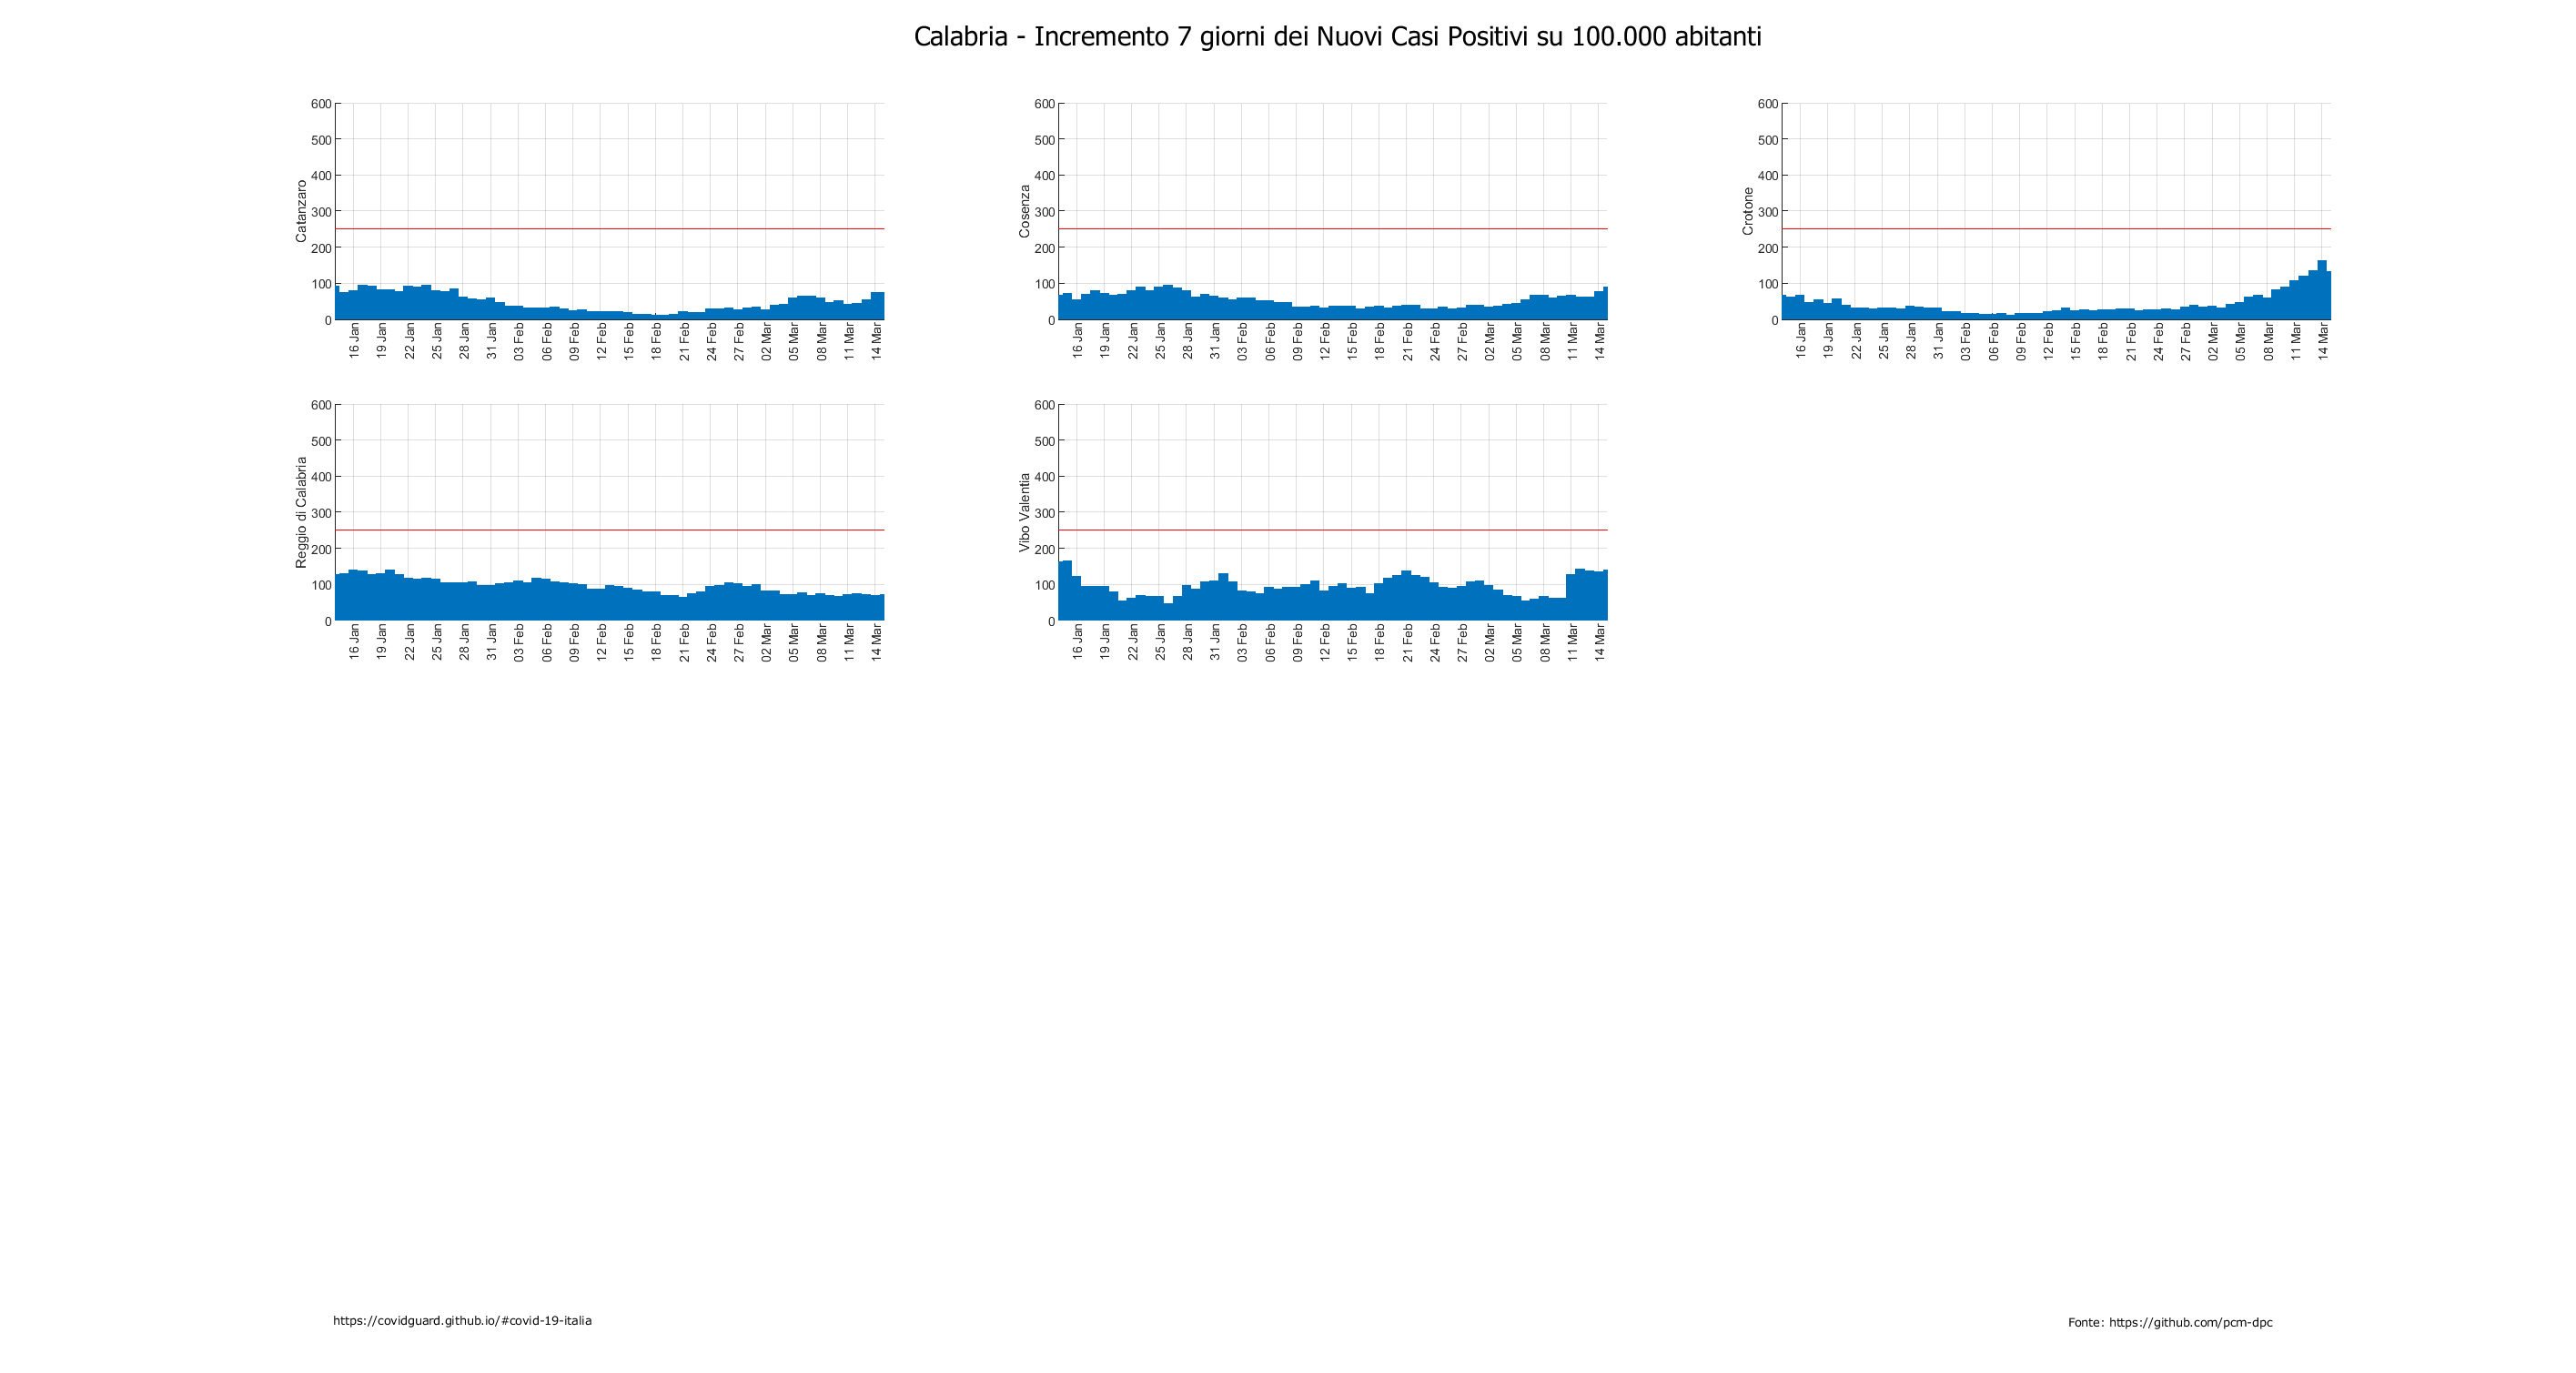 Calabria - Incremento 7 giorni dei Nuovi Casi Positivi su 100.000 abitanti
Catanzaro
600
500
400
300
200
100
0
16 Jan
19 Jan
22 Jan
25 Jan
28 Jan
31 Jan
03 Feb
06 Feb
09 Feb
12 Feb
15 Feb
18 Feb
21 Feb
24 Feb
27 Feb
02 Mar
05 Mar
08 Mar
11 Mar
14 Mar
Cosenza
600
500
400
300
200
100
0
16 Jan
19 Jan
22 Jan
25 Jan
28 Jan
31 Jan
03 Feb
06 Feb
09 Feb
12 Feb
15 Feb
18 Feb
21 Feb
24 Feb
27 Feb
02 Mar
05 Mar
08 Mar
11 Mar
14 Mar
Crotone
600
500
400
300
200
100
0
16 Jan
19 Jan
22 Jan
25 Jan
28 Jan
31 Jan
03 Feb
06 Feb
09 Feb
12 Feb
15 Feb
18 Feb
21 Feb
24 Feb
27 Feb
02 Mar
05 Mar
08 Mar
11 Mar
14 Mar
Reggio di Calabria
600
500
400
300
200
100
0
16 Jan
19 Jan
22 Jan
25 Jan
28 Jan
31 Jan
03 Feb
06 Feb
09 Feb
12 Feb
15 Feb
18 Feb
21 Feb
24 Feb
27 Feb
02 Mar
05 Mar
08 Mar
11 Mar
14 Mar
Vibo Valentia
600
500
400
300
200
100
0
16 Jan
19 Jan
22 Jan
25 Jan
28 Jan
31 Jan
03 Feb
06 Feb
09 Feb
12 Feb
15 Feb
18 Feb
21 Feb
24 Feb
27 Feb
02 Mar
05 Mar
08 Mar
11 Mar
14 Mar
https://covidguard.github.io/#covid-19-italia
Fonte: https://github.com/pcm-dpc